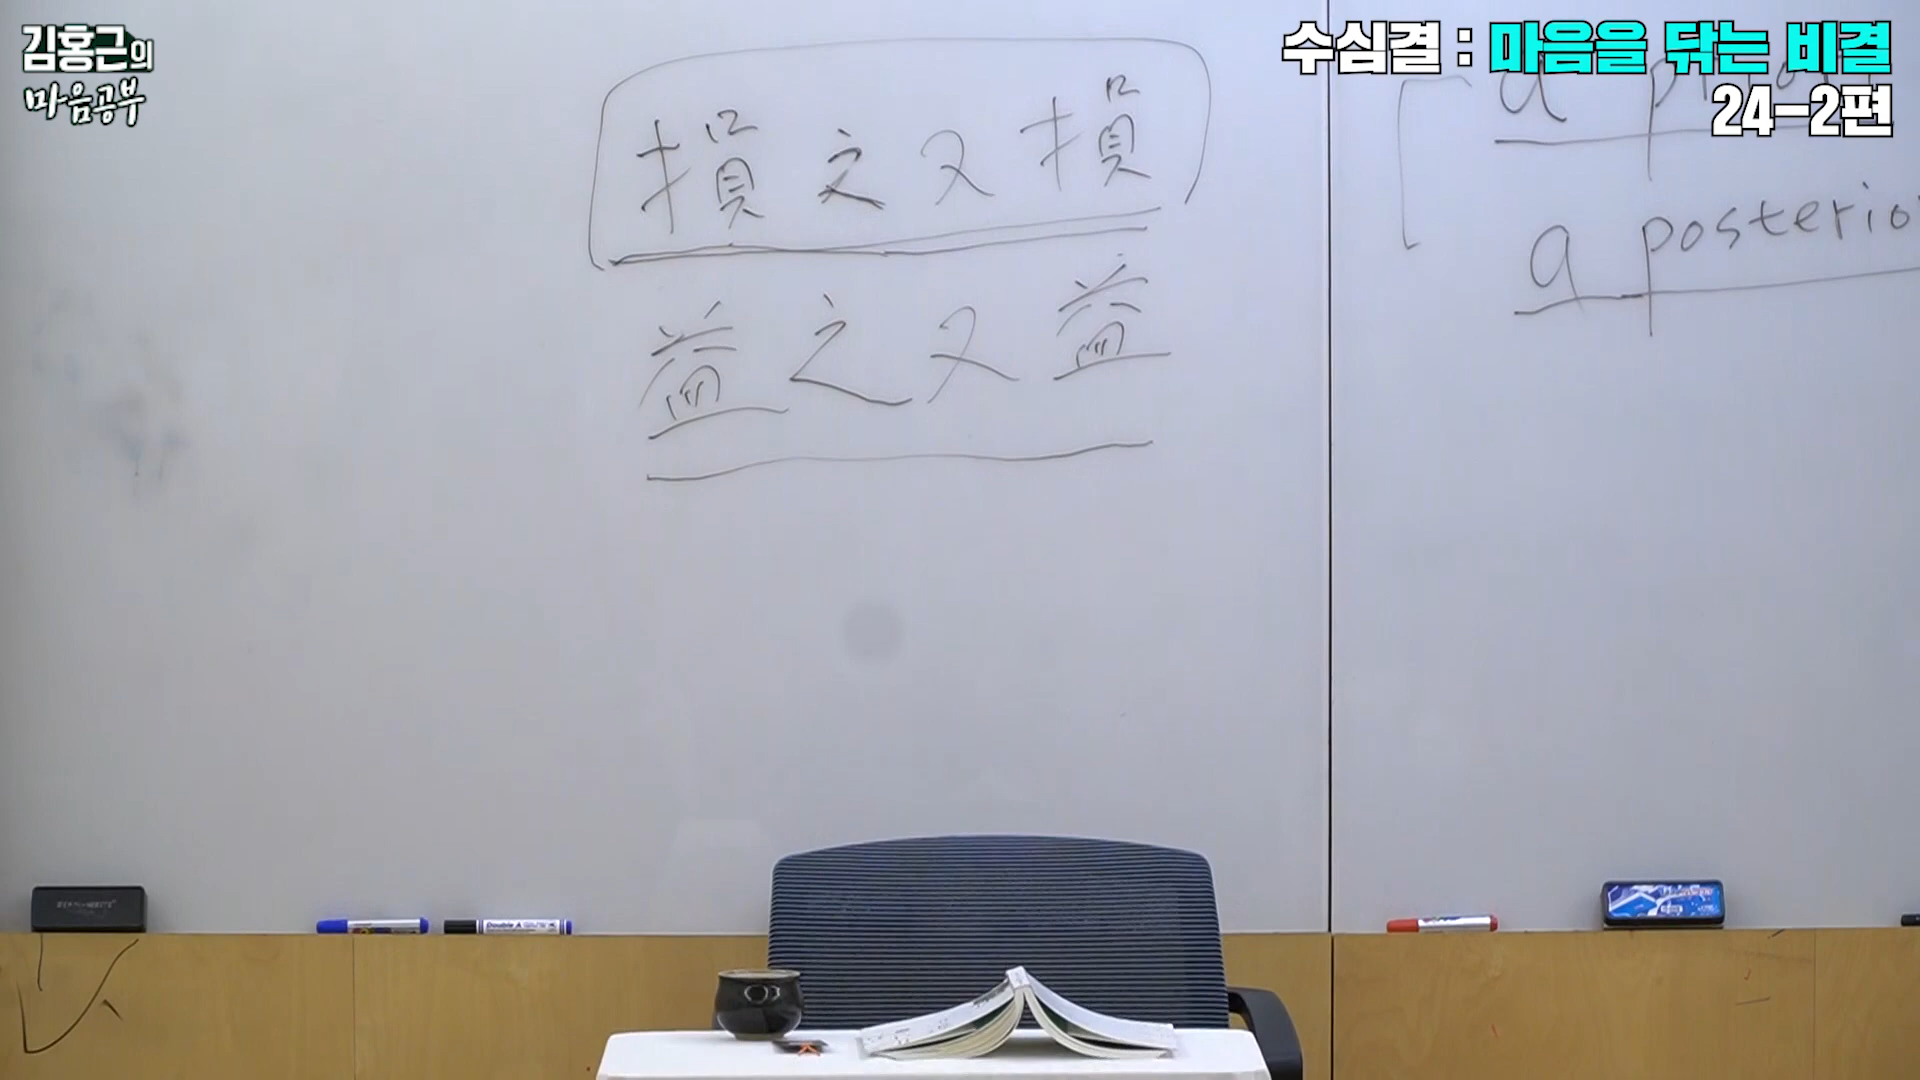 김홍근의
마음공부
수심결 : 마음을 닦는 비결
24-2편
損之又損
益之又益
a
a posterio
Double A